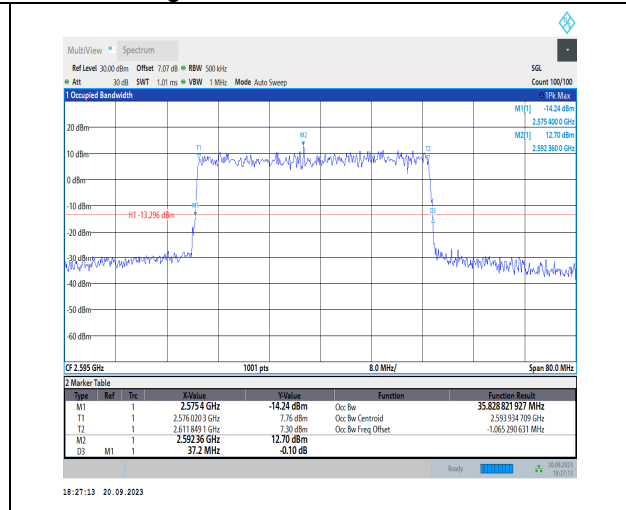 MultiView Spectrum
Ref Level 30.00 dBm Offset 7.07 dB RBW 500 kHz SGL
Att 30 dB SWT 1.01 ms VBW 1 MHz Mode Auto Sweep Count 100/100
1 Occupied Bandwidth 1Pk Max
M1[1] -14.24 dBm
2.575 400 0 GHz
20 dBm M2[1] 12.70 dBm
M2
2.592 360 0 GHz
T1 T2
10 dBm
0 dBm
-10 dBm M1 D3
H1 -13.296 dBm
-20 dBm
-30 dBm
-40 dBm
-50 dBm
-60 dBm
CF 2.595 GHz 1001 pts 8.0 MHz/ Span 80.0 MHz
2 Marker Table
Type Ref Trc X-Value Y-Value Function Function Result
M1 1 2.5754 GHz -14.24 dBm Occ Bw 35.828 821 927 MHz
T1 1 2.576 020 3 GHz 7.76 dBm Occ Bw Centroid 2.593 934 709 GHz
T2 1 2.611 849 1 GHz 7.30 dBm Occ Bw Freq Offset -1.065 290 631 MHz
M2 1 2.592 36 GHz 12.70 dBm
D3 M1 1 37.2 MHz -0.10 dB
Ready 20.09.2023
18:27:13
18:27:13 20.09.2023